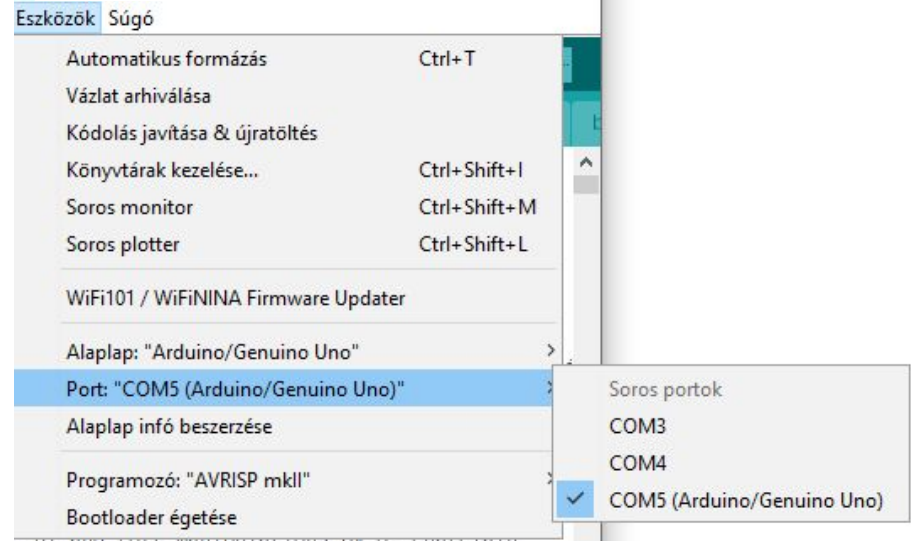 Eszközök Súgó
Automatikus formázás Ctrl+T
Vázlat arhiválása
Kódolás javítása & újratöltés
Könyvtárak kezelése... Ctrl+Shift+I
Soros monitor Ctrl+Shift+M
Soros plotter Ctrl+Shift+L
WiFi101 / WiFiNINA Firmware Updater
Alaplap: "Arduino/Genuino Uno"
Port: "COM5 (Arduino/Genuino Uno)"
Alaplap infó beszerzése
Programozó: "AVRISP mkII"
Bootloader égetése
Soros portok
COM3
COM4
COM5 (Arduino/Genuino Uno)